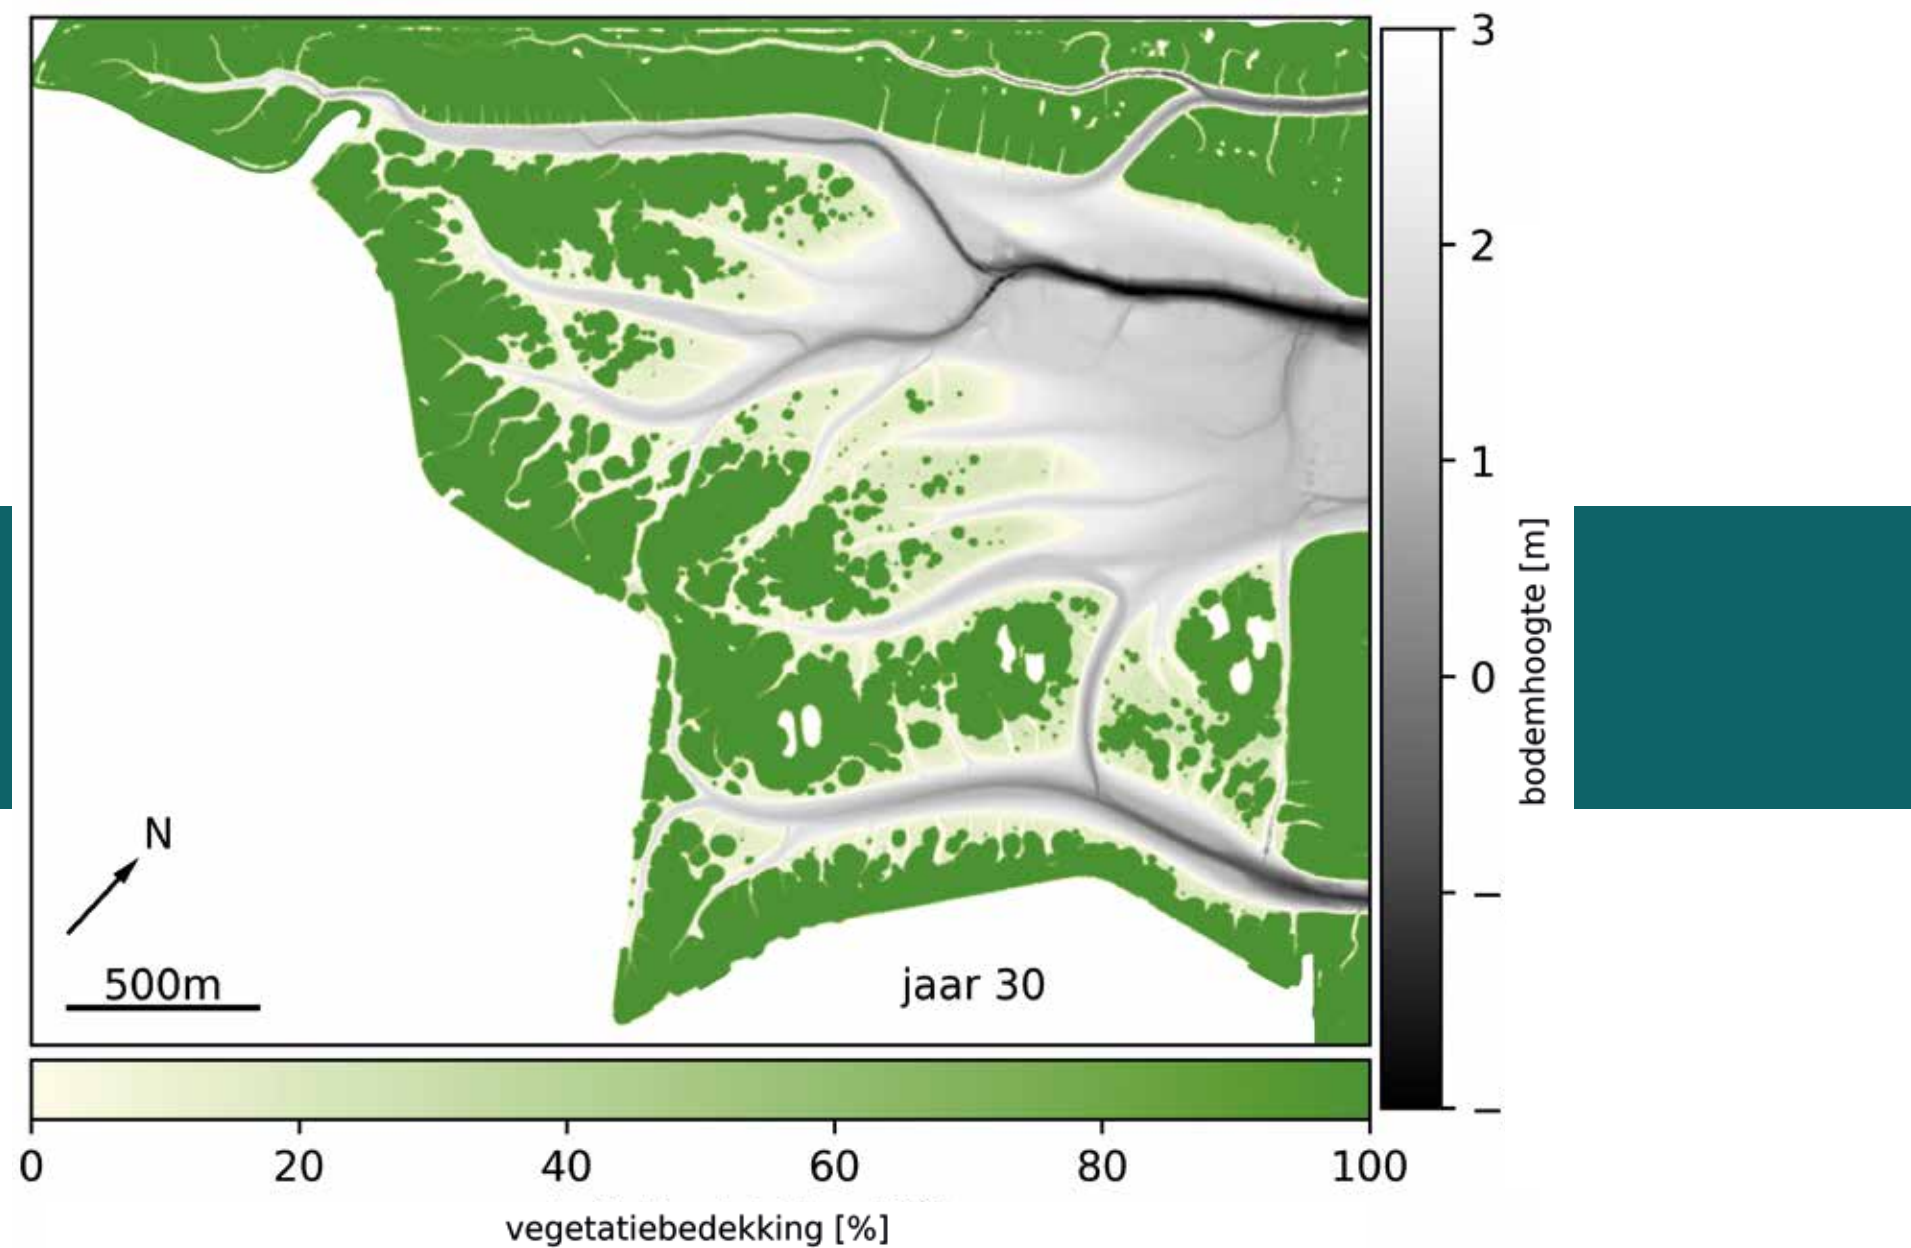 3
2
1
0
—
—
bodemhoogte [m]
N
500m
jaar 30
0 20 40 60 80 100
vegetatiebedekking [%]